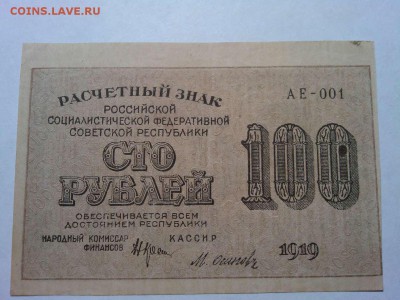 COINS.LAVE.RU
РАСЧЕТНЫЙ ЗНАК
РОССИЙСКОЙ
СОЦИАЛИСТИЧЕСКОЙ ФЕДЕРАТИВНОЙ
СОВЕТСКОЙ РЕСПУБЛИКИ
АЕ-001
СТО
РУБЛЕЙ
100
ОБЕСПЕЧИВАЕТСЯ ВСЕМ
ДОСТОЯНИЕМ РЕСПУБЛИКИ
НАРОДНЫЙ КОМИССАР
ФИНАНСОВ
КАССИР
1919